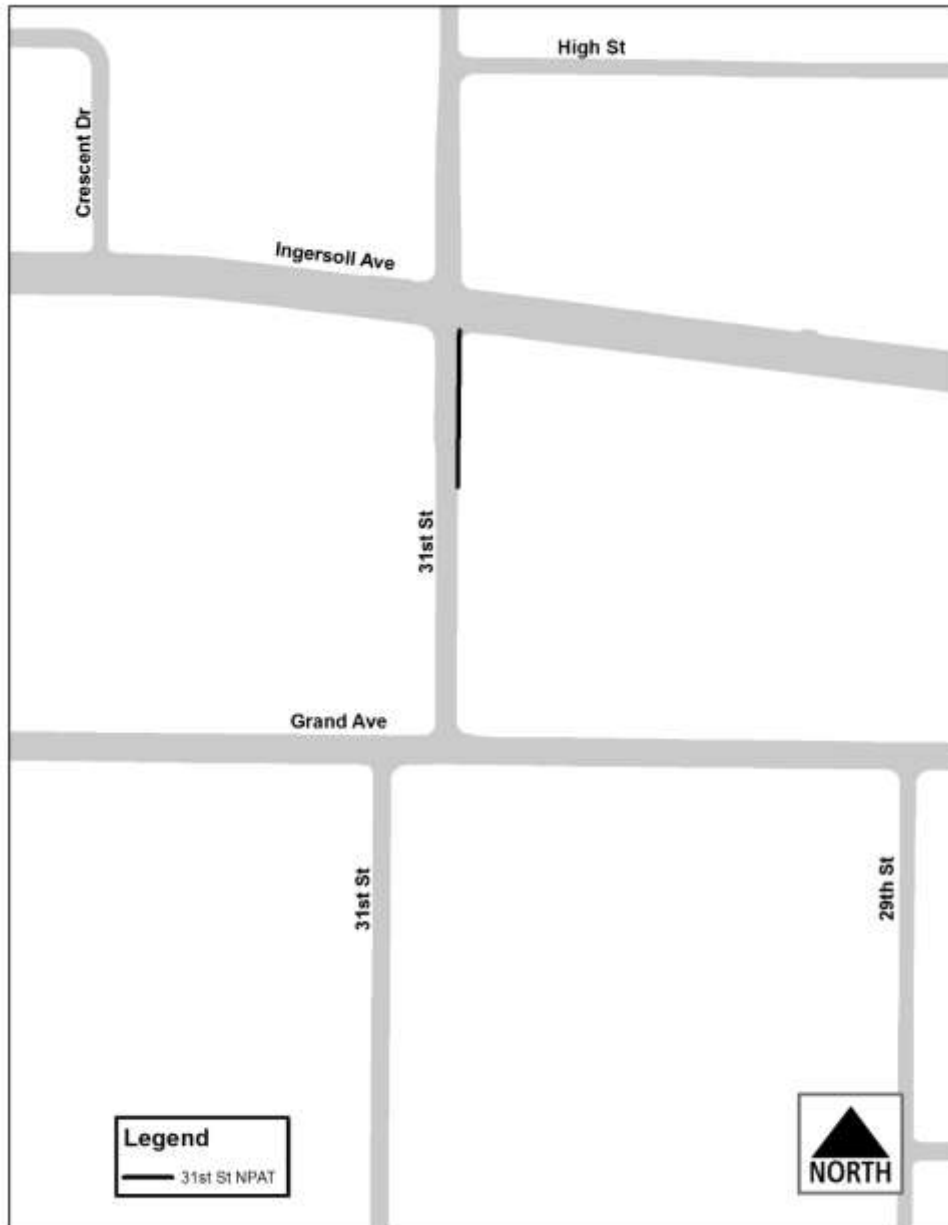 High St
Crescent Dr
Ingersoll Ave
31st St
Grand Ave
31st St
29th St
Legend
31st St NPAT
NORTH